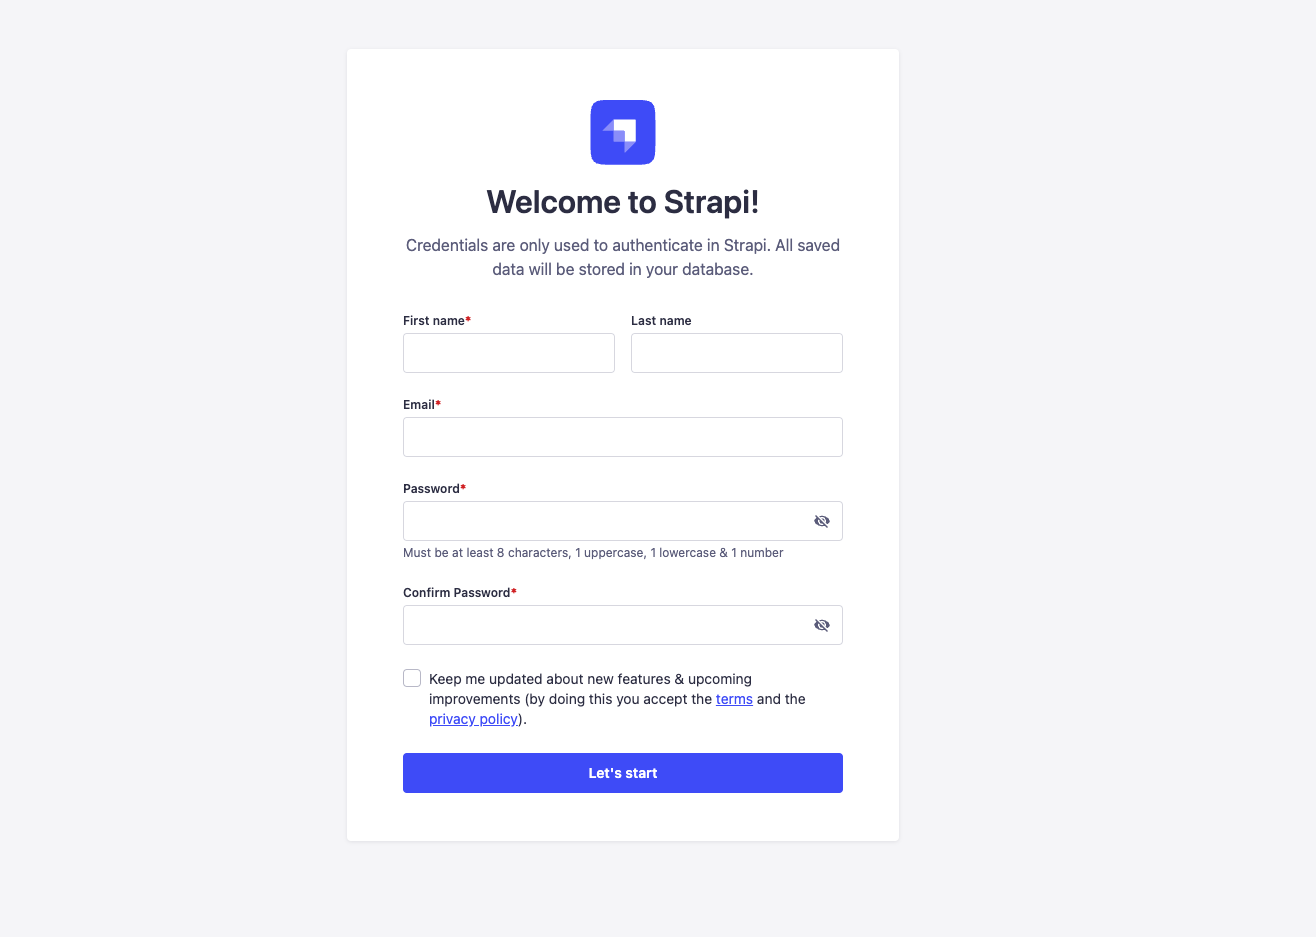 Welcome to Strapi!
Credentials are only used to authenticate in Strapi. All saved
data will be stored in your database.
First name*
Last name
Email*
Password*
Must be at least 8 characters, 1 uppercase, 1 lowercase & 1 number
Confirm Password*
Keep me updated about new features & upcoming
improvements (by doing this you accept the terms and the
privacy policy).
Let's start